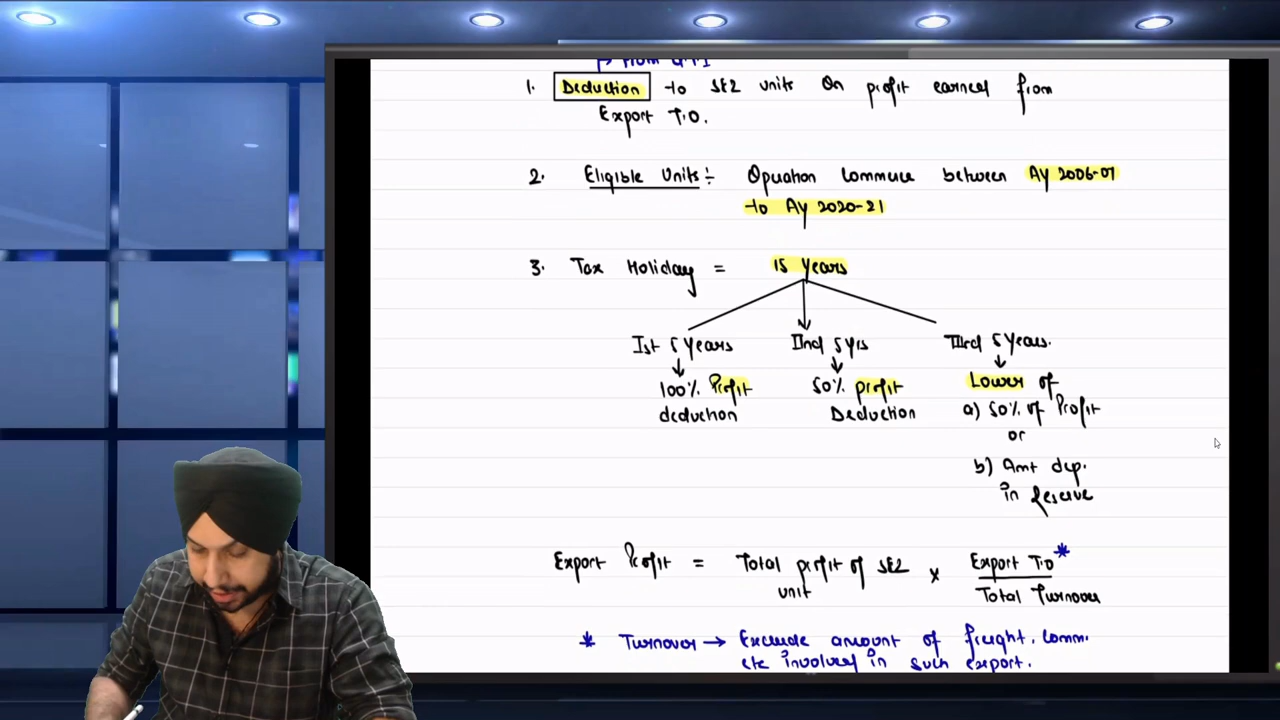 From GTI
1. Deduction to SEZ units on profit earned from
Export T.O.
2. Eligible Units :- Operation commence between Ay 2006-07
to Ay 2020-21
3. Tax Holiday = 15 years
Ist 5 years IInd 5 yrs IIIrd 5 years.
100% Profit 50% profit Lower of
deduction Deduction a) 50% of Profit
or
b) Amt dep.
in Reserve
Export Profit = Total profit of SEZ unit x Export T.O* / Total Turnover
* Turnover → Exclude amount of freight, comm.
etc involved in such export.